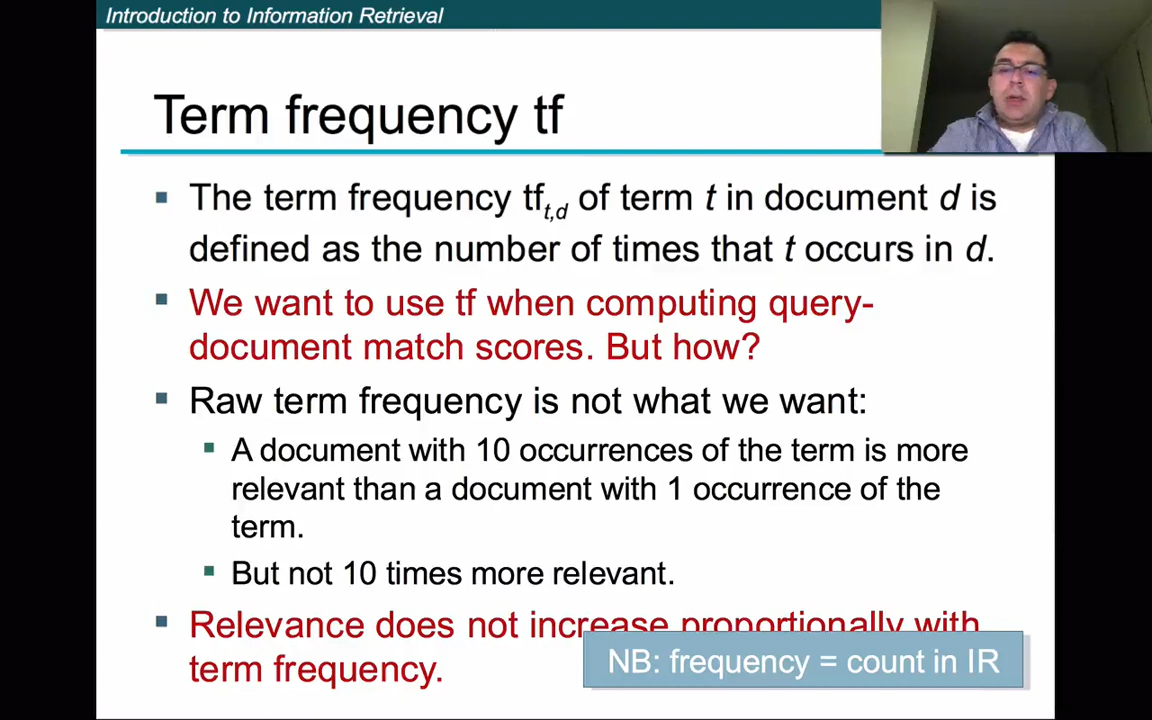 Introduction to Information Retrieval
Term frequency tf
▪ The term frequency tft,d of term t in document d is
defined as the number of times that t occurs in d.
▪ We want to use tf when computing query-
document match scores. But how?
▪ Raw term frequency is not what we want:
▪ A document with 10 occurrences of the term is more
relevant than a document with 1 occurrence of the
term.
▪ But not 10 times more relevant.
▪ Relevance does not increase proportionally with
term frequency.
NB: frequency = count in IR